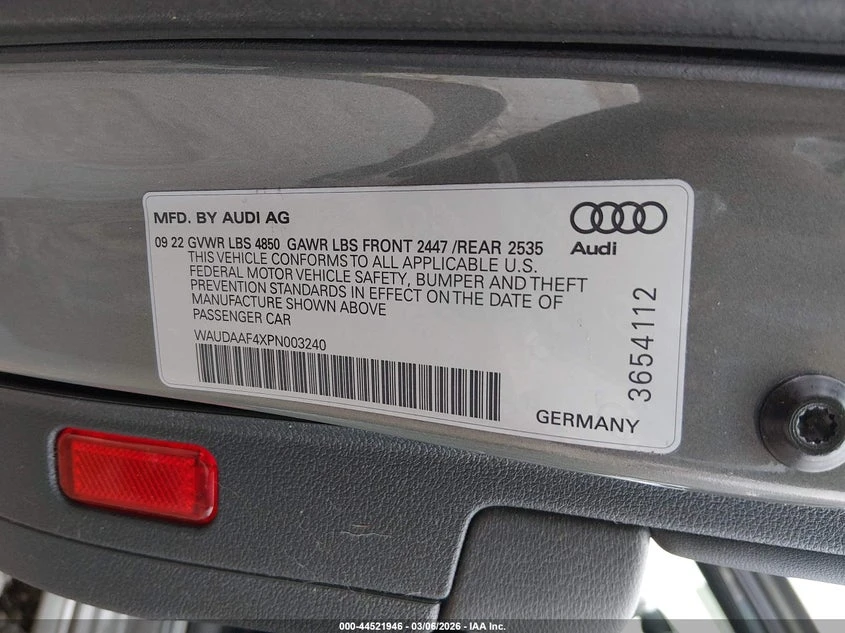 MFD. BY AUDI AG
09 22 GVWR LBS 4850 GAWR LBS FRONT 2447 /REAR 2535
THIS VEHICLE CONFORMS TO ALL APPLICABLE U.S.
FEDERAL MOTOR VEHICLE SAFETY, BUMPER AND THEFT
PREVENTION STANDARDS IN EFFECT ON THE DATE OF
MANUFACTURE SHOWN ABOVE
PASSENGER CAR
WAUDAAF4XPN003240
Audi
3654112
GERMANY
000-44521946 - 03/06/2026 - IAA Inc.